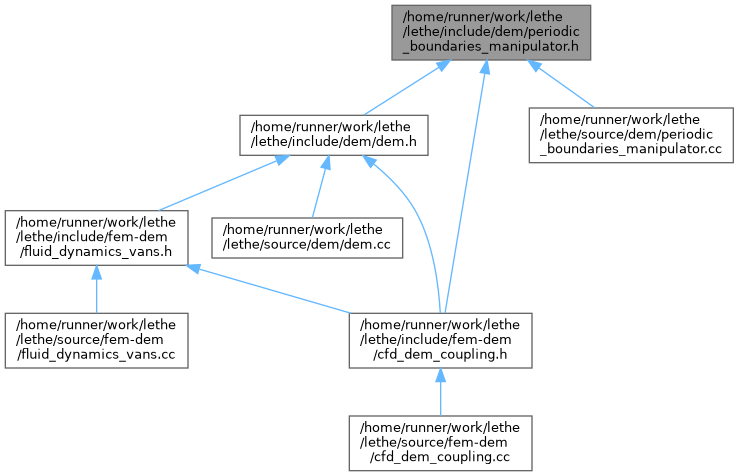 /home/runner/work/lethe
/lethe/include/dem/periodic
_boundaries_manipulator.h
/home/runner/work/lethe
/lethe/include/dem/dem.h
/home/runner/work/lethe
/lethe/source/dem/periodic
_boundaries_manipulator.cc
/home/runner/work/lethe
/lethe/include/fem-dem
/fluid_dynamics_vans.h
/home/runner/work/lethe
/lethe/source/dem/dem.cc
/home/runner/work/lethe
/lethe/source/fem-dem
/fluid_dynamics_vans.cc
/home/runner/work/lethe
/lethe/include/fem-dem
/cfd_dem_coupling.h
/home/runner/work/lethe
/lethe/source/fem-dem
/cfd_dem_coupling.cc